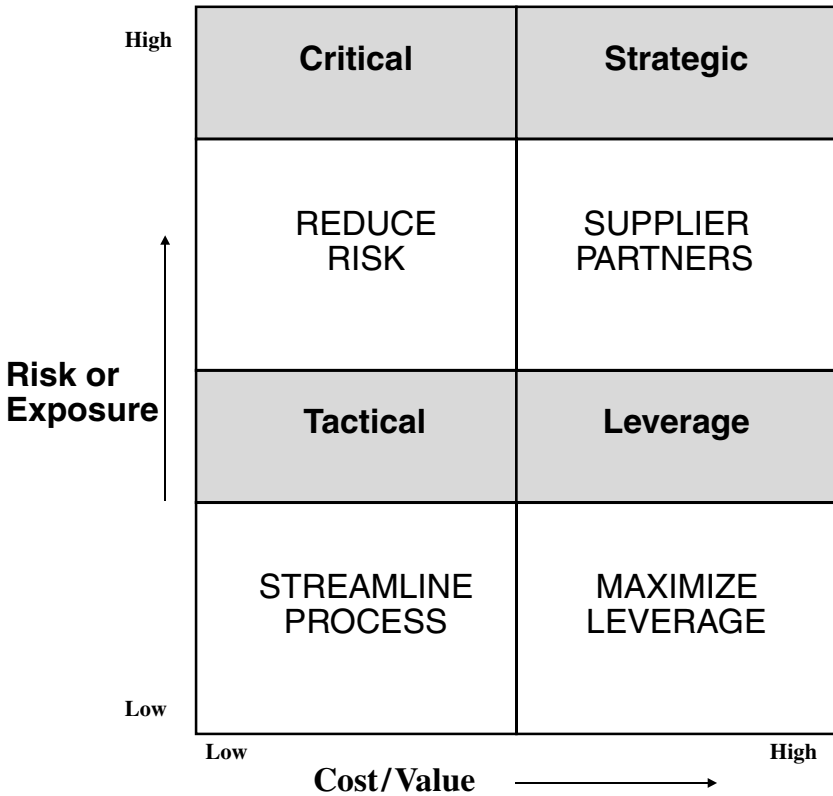 High
Critical
Strategic
REDUCE
RISK
SUPPLIER
PARTNERS
Risk or
Exposure
Tactical
Leverage
STREAMLINE
PROCESS
MAXIMIZE
LEVERAGE
Low
Low
High
Cost/Value